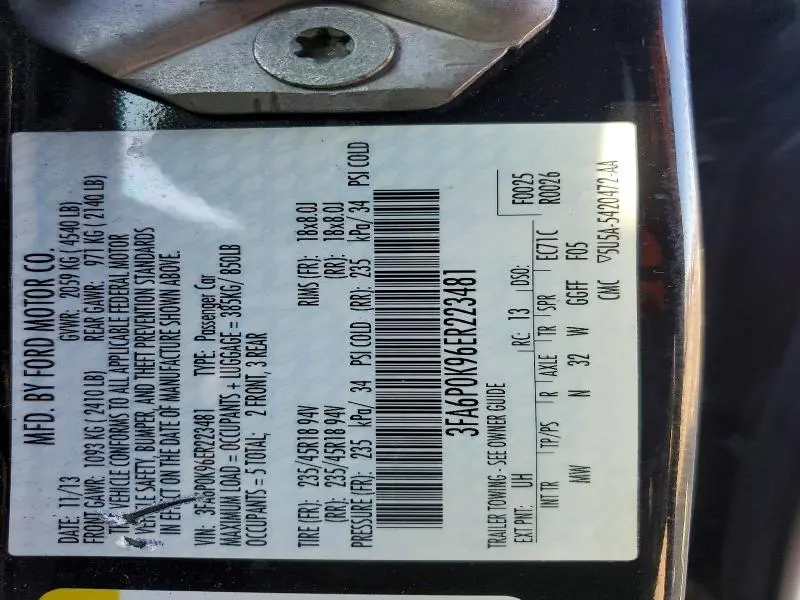 MFD. BY FORD MOTOR CO.
DATE: 11/13 GVWR: 2059 KG ( 4540 LB)
FRONT GAWR: 1093 KG ( 2410 LB) REAR GAWR: 971 KG ( 2140 LB)
VEHICLE CONFORMS TO ALL APPLICABLE FEDERAL MOTOR
VEHICLE SAFETY, BUMPER, AND THEFT PREVENTION STANDARDS
IN EFFECT ON THE DATE OF MANUFACTURE SHOWN ABOVE.
VIN: 3FA6P0K96ER223481 TYPE: Passenger Car
MAXIMUM LOAD = OCCUPANTS + LUGGAGE = 385KG/ 850LB
OCCUPANTS = 5 TOTAL; 2 FRONT, 3 REAR
TIRE (FR): 235/45R18 94V RIMS (FR): 18x8.0J
(RR): 235/45R18 94V (RR): 18x8.0J
PRESSURE (FR): 235 kPa/ 34 PSI COLD (RR): 235 kPa/ 34 PSI COLD
3FA6P0K96ER223481
TRAILER TOWING - SEE OWNER GUIDE F0025
EXT PNT: UH RC: 13 DSO: R0026
INT TR TP/PS R AXLE TR SPR EC71C
MW N 32 W GGFF F05
CMC ▽5U5A-5420472-AA